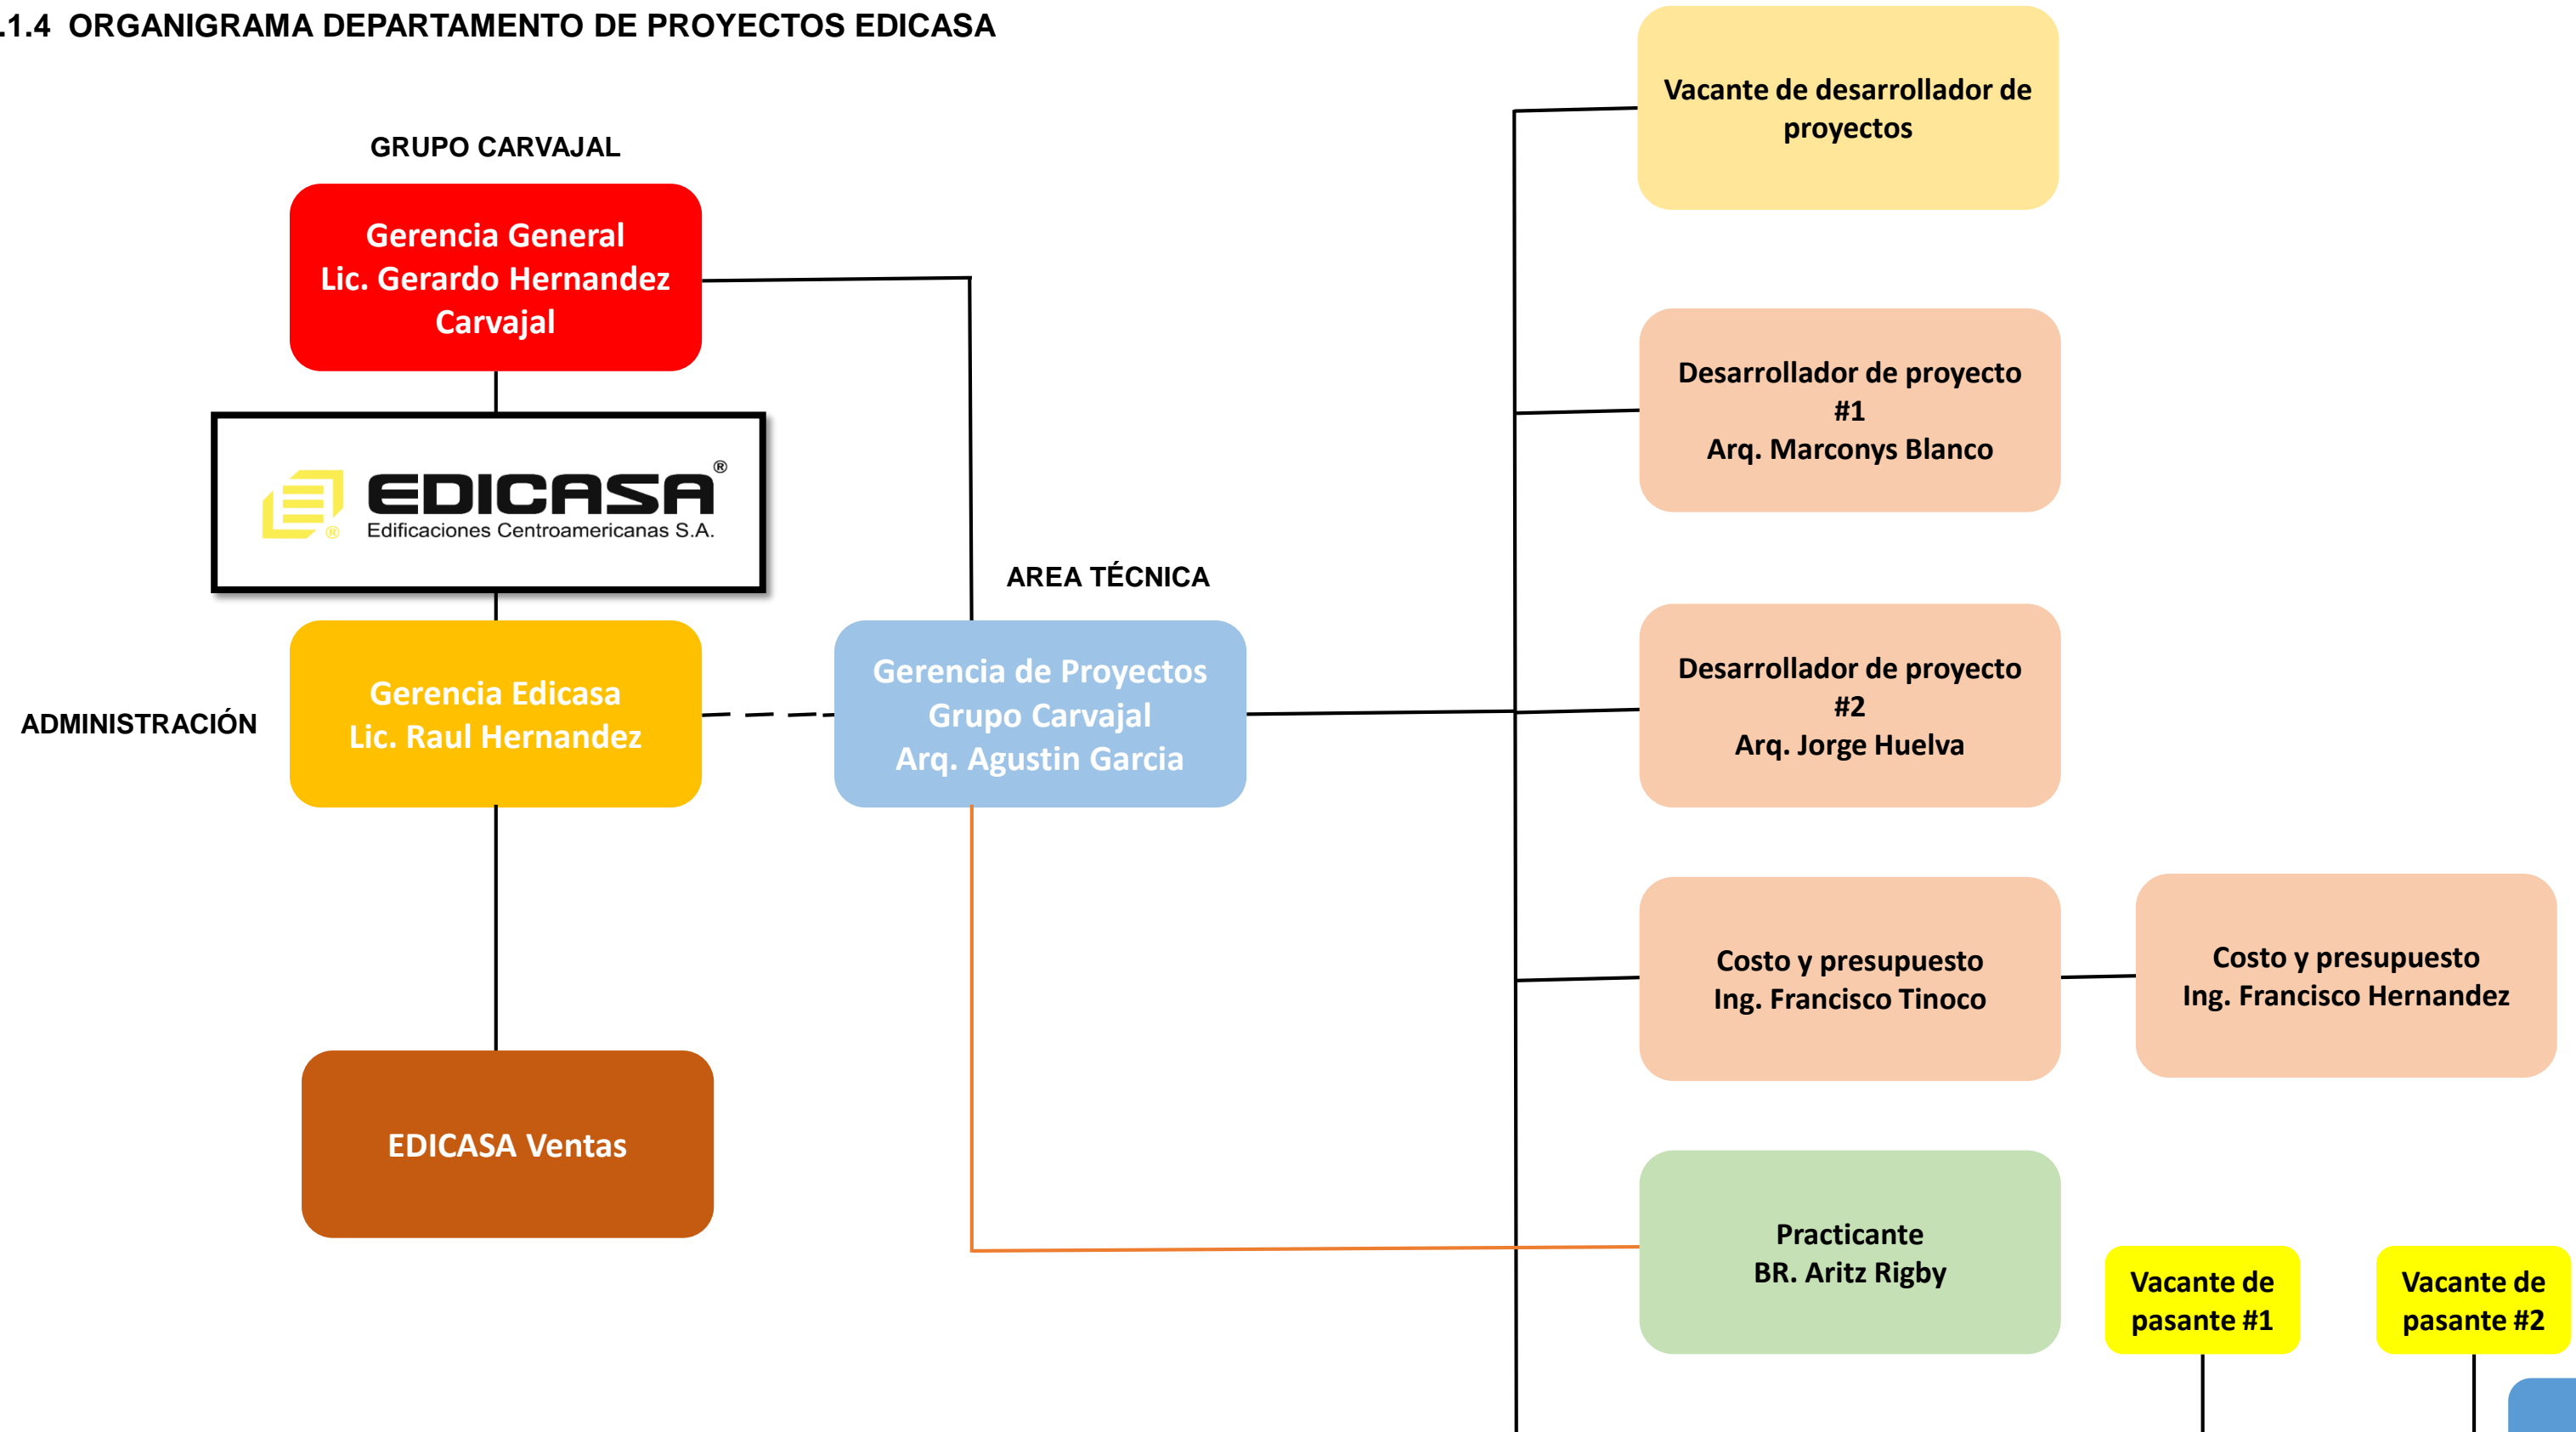 .1.4 ORGANIGRAMA DEPARTAMENTO DE PROYECTOS EDICASA
GRUPO CARVAJAL
Gerencia General
Lic. Gerardo Hernandez
Carvajal
EDICASA®
®
Edificaciones Centroamericanas S.A.
ADMINISTRACIÓN
Gerencia Edicasa
Lic. Raul Hernandez
EDICASA Ventas
AREA TÉCNICA
Gerencia de Proyectos
Grupo Carvajal
Arq. Agustin Garcia
Vacante de desarrollador de
proyectos
Desarrollador de proyecto
#1
Arq. Marconys Blanco
Desarrollador de proyecto
#2
Arq. Jorge Huelva
Costo y presupuesto
Ing. Francisco Tinoco
Costo y presupuesto
Ing. Francisco Hernandez
Practicante
BR. Aritz Rigby
Vacante de
pasante #1
Vacante de
pasante #2